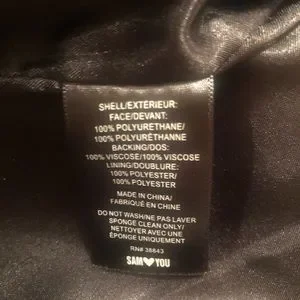 SHELL/EXTÉRIEUR:
FACE/DEVANT:
100% POLYURETHANE/
100% POLYURÉTHANNE
BACKING/DOS:
100% VISCOSE/100% VISCOSE
LINING/DOUBLURE:
100% POLYESTER/
100% POLYESTER
MADE IN CHINA/
FABRIQUÉ EN CHINE
DO NOT WASH/NE PAS LAVER
SPONGE CLEAN ONLY/
NETTOYER AVEC UNE
ÉPONGE UNIQUEMENT
RN# 38843
SAM♥YOU